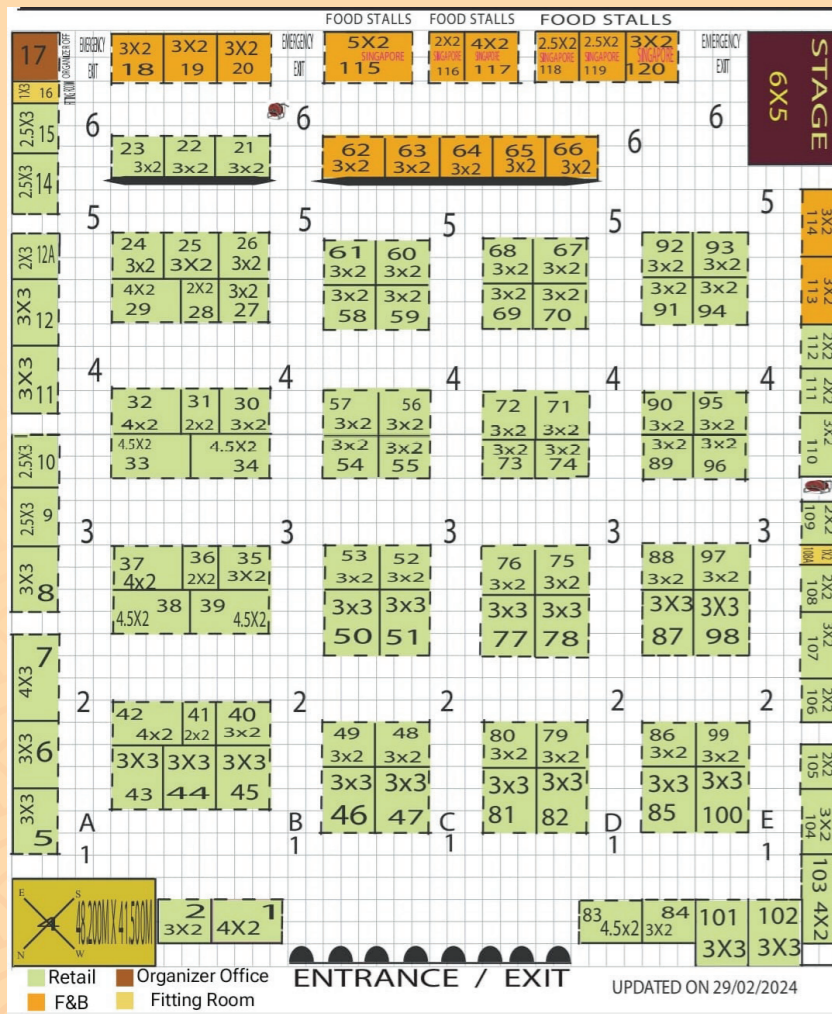 FOOD STALLS FOOD STALLS FOOD STALLS
17 ORGANIZER OFF EMERGENCY EXIT 3X2 18 3X2 19 3X2 20 EMERGENCY EXIT 5X2 SINGAPORE 115 2X2 SINGAPORE 116 4X2 SINGAPORE 117 2.5X2 SINGAPORE 118 2.5X2 SINGAPORE 119 3X2 SINGAPORE 120 EMERGENCY EXIT STAGE 6X5
1X3 16 FITTING ROOM
6 6 6 6
2.5X3 15
23 3x2 22 3x2 21 3x2 62 3x2 63 3x2 64 3x2 65 3x2 66 3x2
2.5X3 14
5 5 5 5 5
3X2 114
2X3 12A 24 3x2 25 3X2 26 3x2 61 3x2 60 3x2 68 3x2 67 3x2 92 3x2 93 3x2
3X2 113
3X3 12 4X2 29 2X2 28 3x2 27 3x2 58 3x2 59 3x2 69 3x2 70 3x2 91 3x2 94
2X2 112
3X3 11
4 4 4 4 4
2X2 111
32 4x2 31 2x2 30 3x2 57 3x2 56 3x2 72 3x2 71 3x2 90 3x2 95 3x2
3X2 110
2.5X3 10 4.5X2 33 4.5X2 34 3x2 54 3x2 55 3x2 73 3x2 74 3x2 89 3x2 96
2.5X3 9
2X2 109
3 3 3 3 3
1X2 108A
3X3 8 37 4x2 36 2X2 35 3X2 53 3x2 52 3x2 76 3x2 75 3x2 88 3x2 97 3x2
2X2 108
4.5X2 38 39 4.5X2 3x3 50 3x3 51 3x3 77 3x3 78 3X3 87 3X3 98
3X2 107
4X3 7
2 2 2 2 2
2X2 106
3X3 6 42 4x2 41 2x2 40 3x2 49 3x2 48 3x2 80 3x2 79 3x2 86 3x2 99 3x2
2X2 105
3X3 43 3X3 44 3X3 45 3x3 46 3x3 47 3x3 81 3x3 82 3x3 85 3x3 100
3X2 104
3X3 5
A B C D E
1 1 1 1 1
103 4X2
E S N W 4 48.200M X 41.500M
2 3X2 1 4X2 83 4.5x2 84 3X2 101 3X3 102 3X3
Retail Organizer Office
F&B Fitting Room
ENTRANCE / EXIT
UPDATED ON 29/02/2024